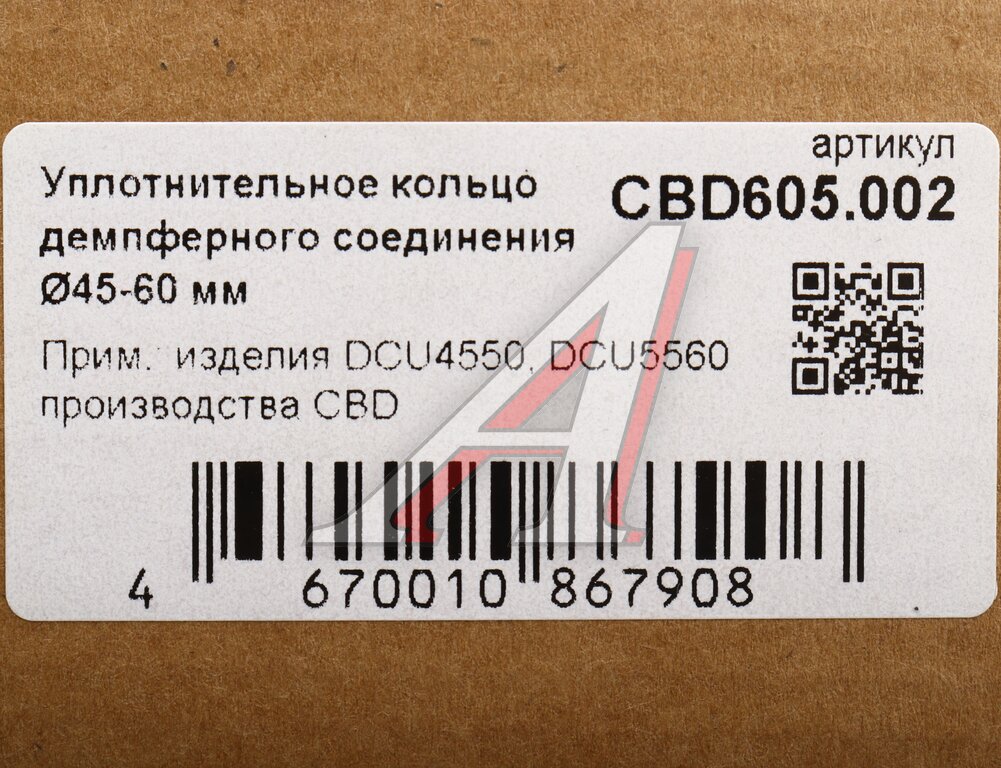 артикул
CBD605.002
Уплотнительное кольцо
демпферного соединения
Ø45-60 мм
Прим.: изделия DCU4550, DCU5560
производства CBD
4 670010 867908